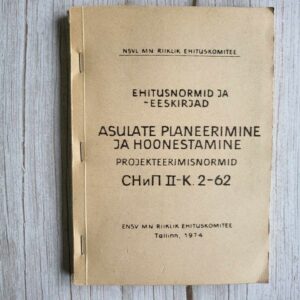 NSVL MN RIIKLIK EHITUSKOMITEE
EHITUSNORMID JA
-EESKIRJAD
ASULATE PLANEERIMINE
JA HOONESTAMINE
PROJEKTEERIMISNORMID
СНиП II-К. 2-62
ENSV MN RIIKLIK EHITUSKOMITEE
Tallinn, 1974